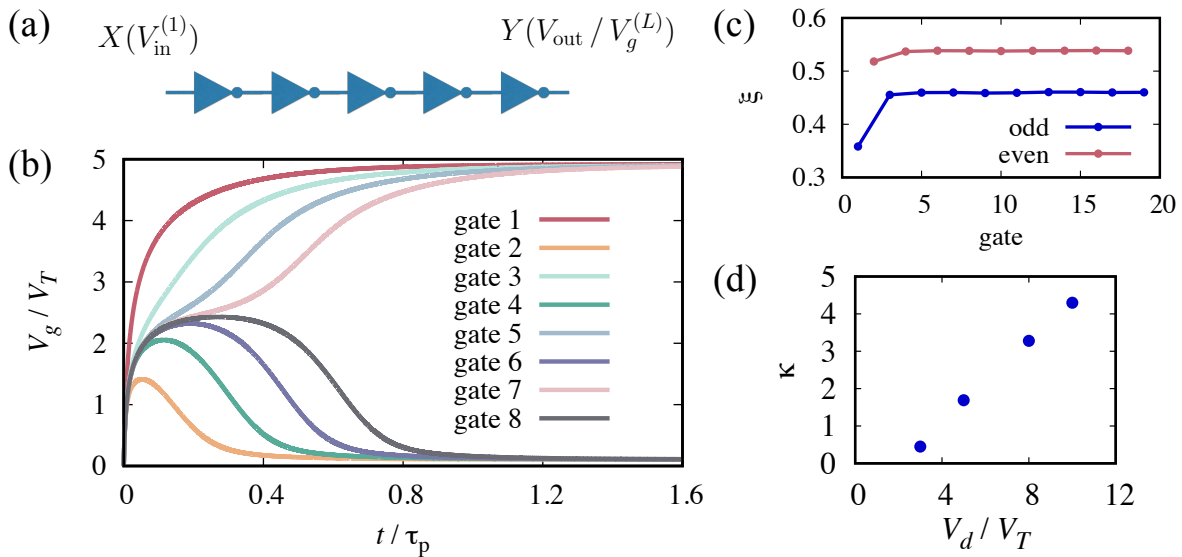 (a)
X(V_in^(1))
Y(V_out / V_g^(L))
(b)
V_g / V_T
5
4
3
2
1
0
gate 1
gate 2
gate 3
gate 4
gate 5
gate 6
gate 7
gate 8
0 0.4 0.8 1.2 1.6
t / τ_p
(c)
ξ
0.6
0.5
0.4
0.3
odd
even
0 5 10 15 20
gate
(d)
κ
5
4
3
2
1
0
0 4 8 12
V_d / V_T